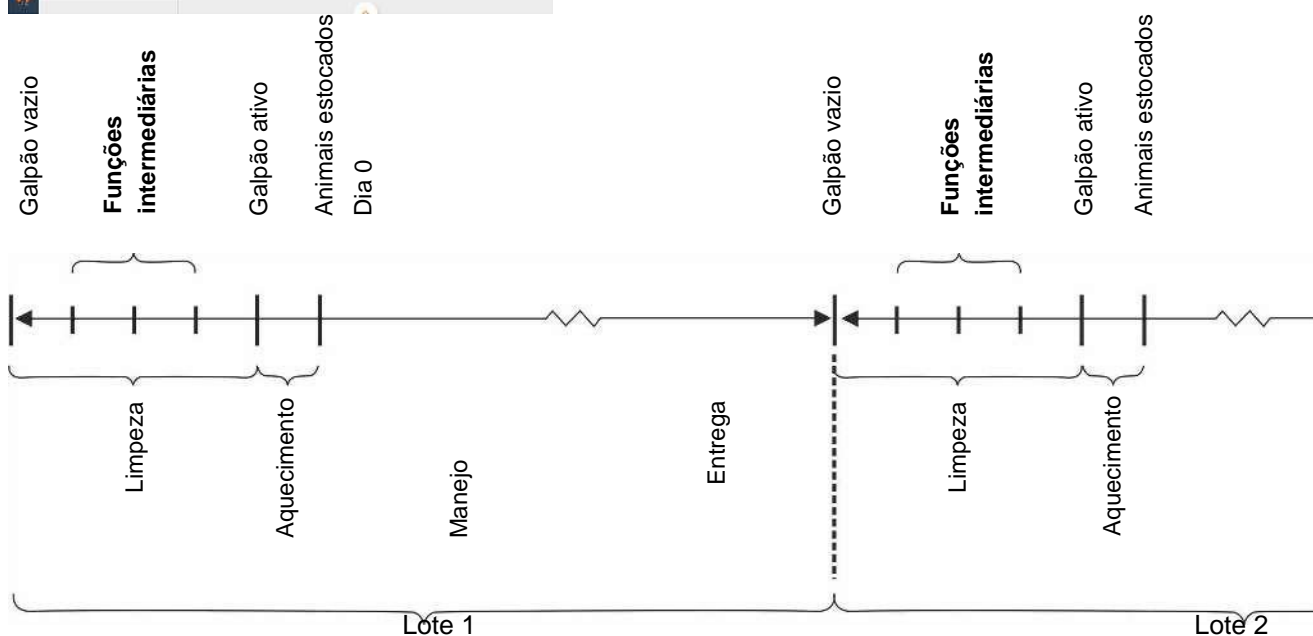 Galpão vazio
Funções
intermediárias
Galpão ativo
Animais estocados
Dia 0
Galpão vazio
Funções
intermediárias
Galpão ativo
Animais estocados
Limpeza
Aquecimento
Manejo
Entrega
Limpeza
Aquecimento
Lote 1
Lote 2